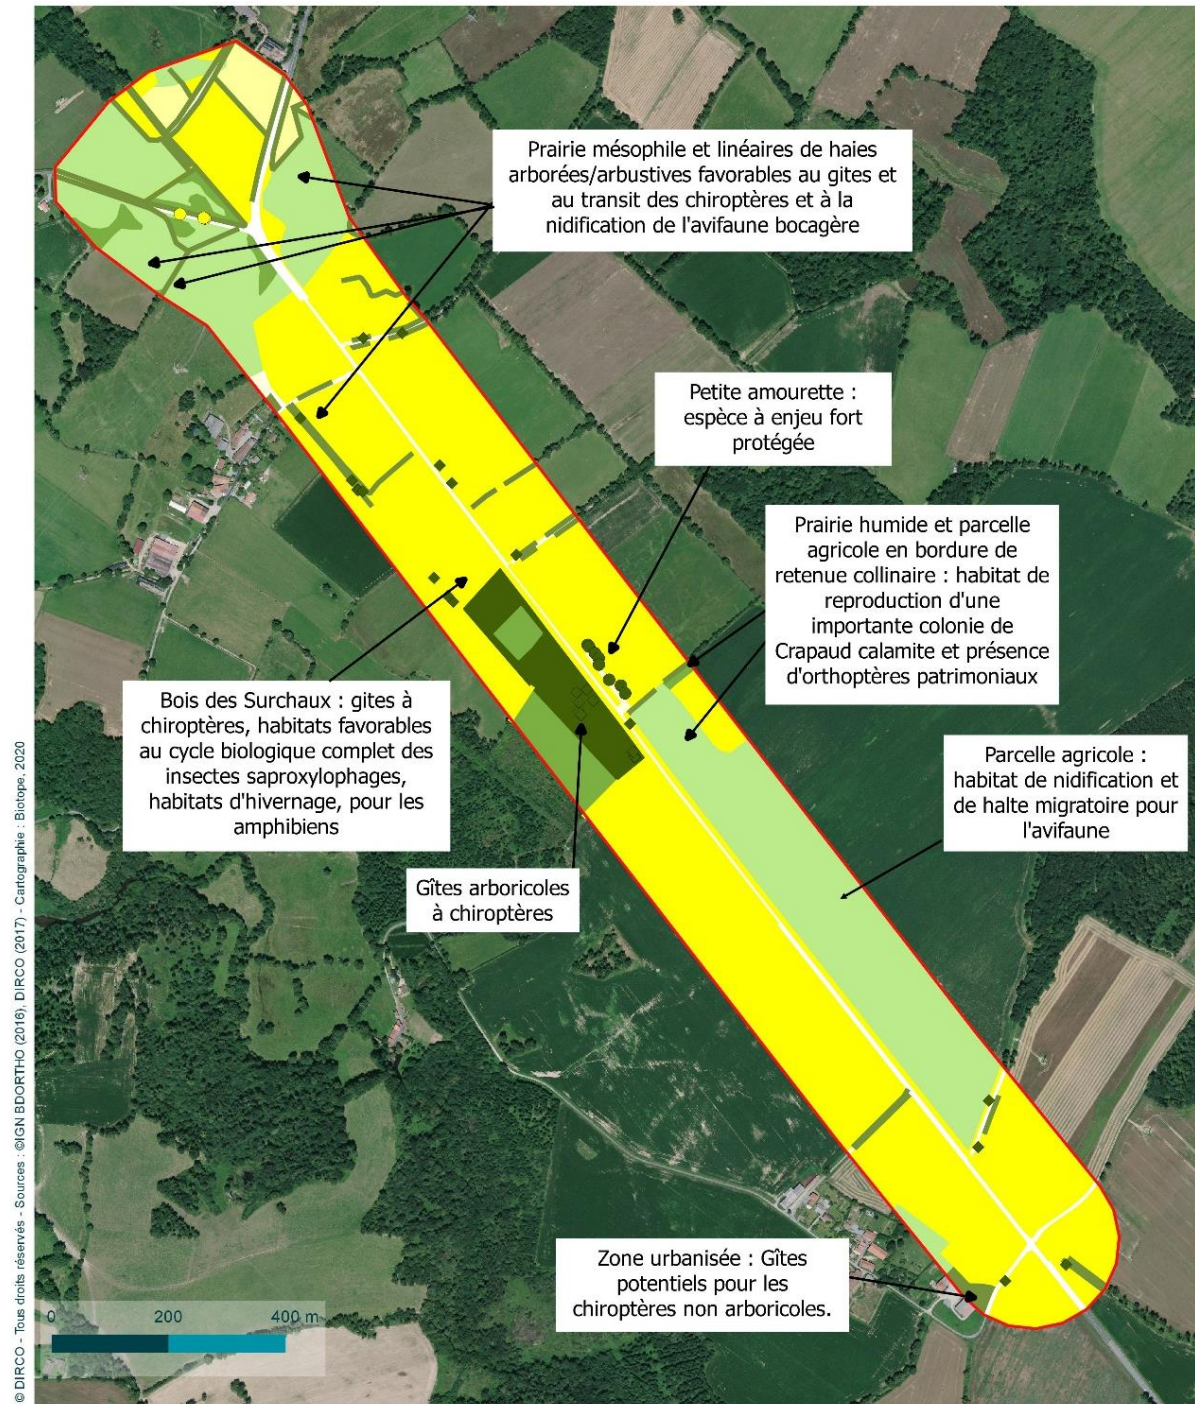 Prairie mésophile et linéaires de haies
arborées/arbustives favorables au gites et
au transit des chiroptères et à la
nidification de l'avifaune bocagère
Petite amourette :
espèce à enjeu fort
protégée
Prairie humide et parcelle
agricole en bordure de
retenue collinaire : habitat de
reproduction d'une
importante colonie de
Crapaud calamite et présence
d'orthoptères patrimoniaux
Bois des Surchaux : gites à
chiroptères, habitats favorables
au cycle biologique complet des
insectes saproxylophages,
habitats d'hivernage, pour les
amphibiens
Parcelle agricole :
habitat de nidification et
de halte migratoire pour
l'avifaune
Gîtes arboricoles
à chiroptères
Zone urbanisée : Gîtes
potentiels pour les
chiroptères non arboricoles.
0 200 400 m
© DIRCO - Tous droits réservés - Sources : ©IGN BDORTHO (2016), DIRCO (2017) - Cartographie : Biotope, 2020